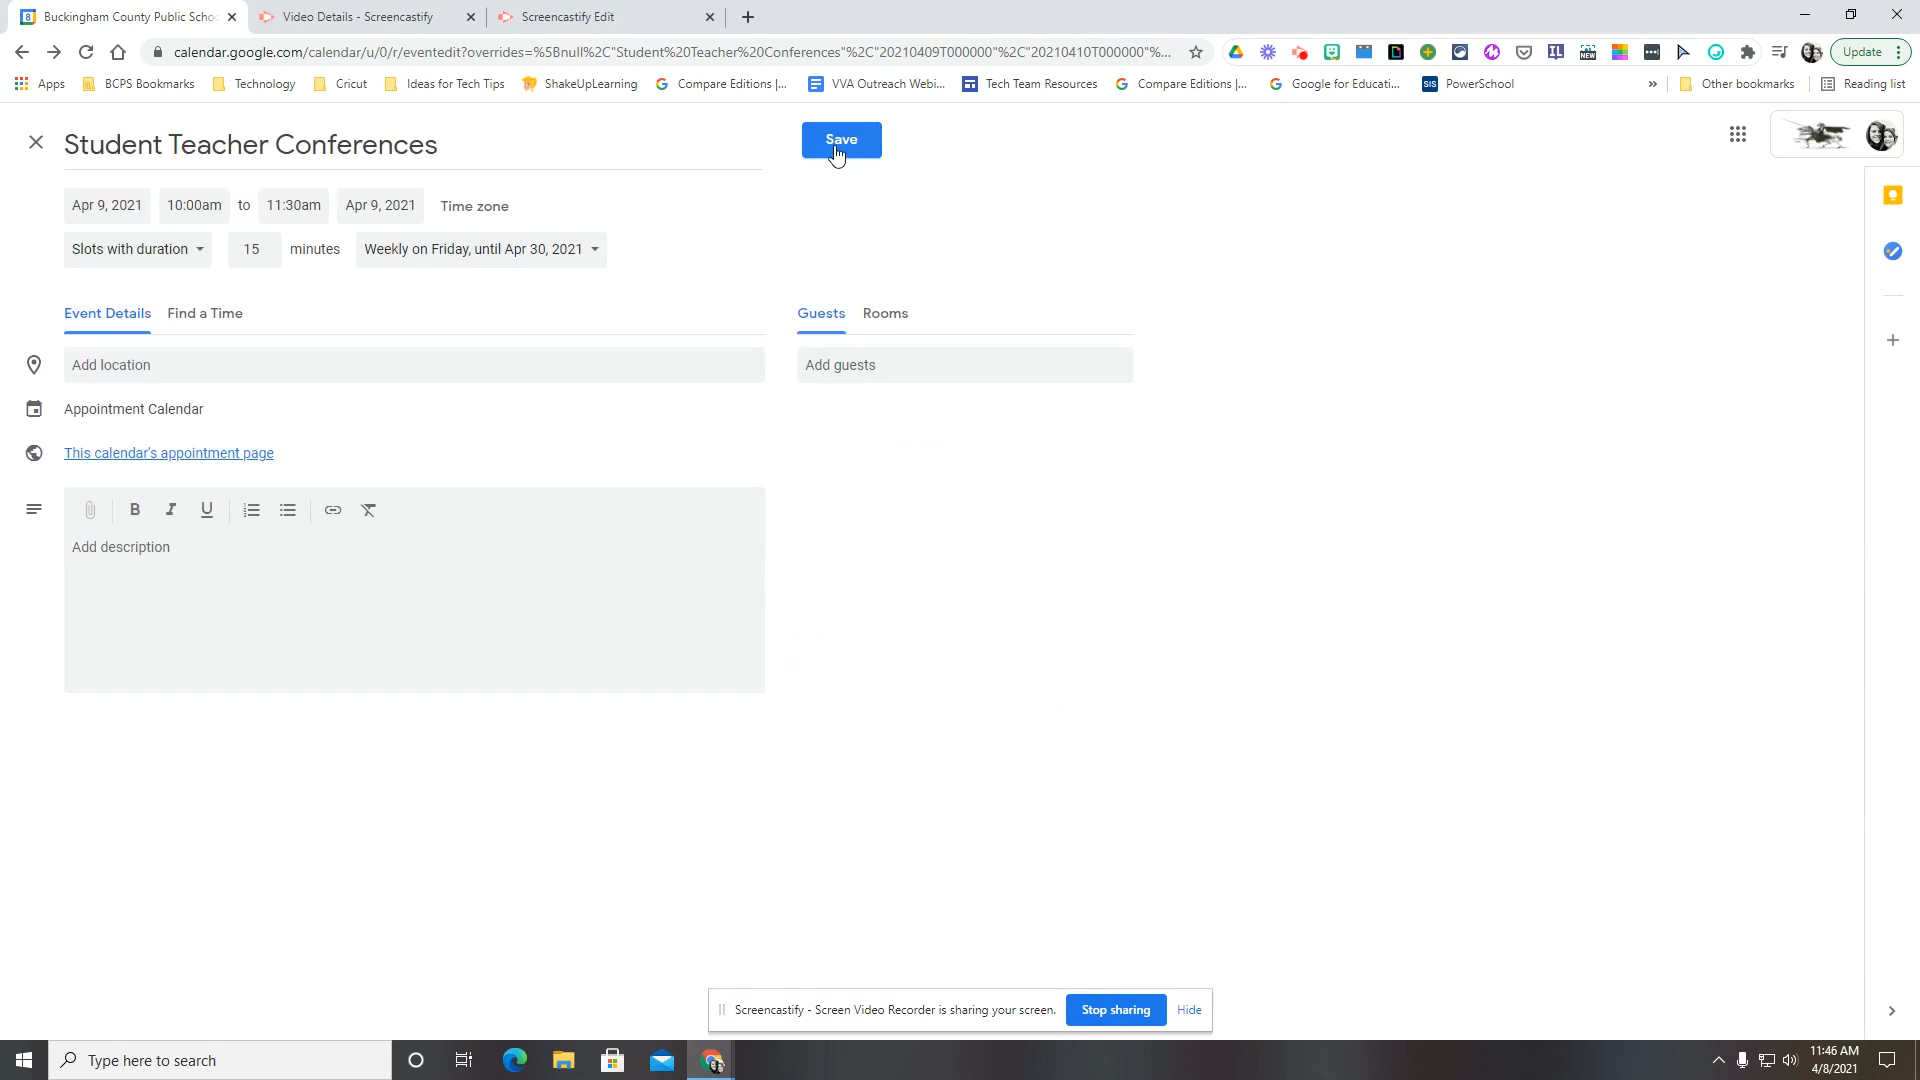 Buckingham County Public Schoo
Video Details - Screencastify
Screencastify Edit
calendar.google.com/calendar/u/0/r/eventedit?overrides=%5Bnull%2C"Student%20Teacher%20Conferences"%2C"20210409T000000"%2C"20210410T000000"%...
Update
Apps
BCPS Bookmarks
Technology
Cricut
Ideas for Tech Tips
ShakeUpLearning
Compare Editions |...
VVA Outreach Webi...
Tech Team Resources
Compare Editions |...
Google for Educati...
SIS
PowerSchool
»
Other bookmarks
Reading list
Student Teacher Conferences
Save
Apr 9, 2021 10:00am to 11:30am Apr 9, 2021 Time zone
Slots with duration 15 minutes Weekly on Friday, until Apr 30, 2021
Event Details Find a Time
Guests Rooms
Add location
Add guests
Appointment Calendar
This calendar's appointment page
B I U
Add description
Screencastify - Screen Video Recorder is sharing your screen.
Stop sharing
Hide
Type here to search
11:46 AM
4/8/2021